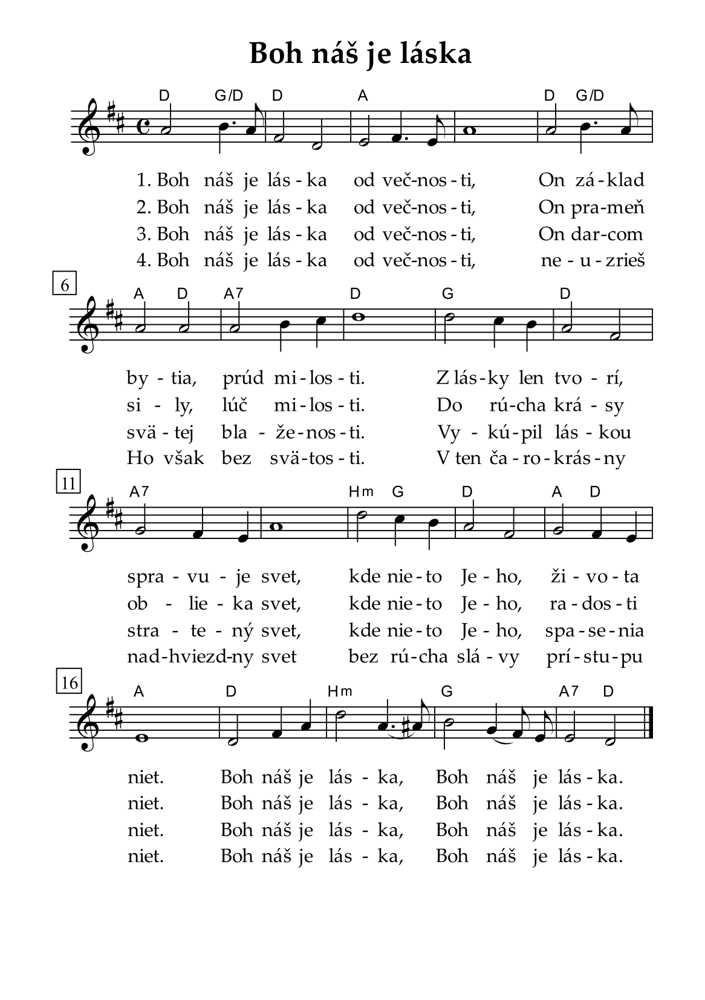 Boh náš je láska
D G/D D A D G/D
1. Boh náš je lás - ka od več-nos - ti, On zá - klad
2. Boh náš je lás - ka od več-nos - ti, On pra-meň
3. Boh náš je lás - ka od več-nos - ti, On dar-com
4. Boh náš je lás - ka od več-nos - ti, ne - u - zrieš
6
A D A7 D G D
by - tia, prúd mi - los - ti. Z lás - ky len tvo - rí,
si - ly, lúč mi - los - ti. Do rú - cha krá - sy
svä - tej bla - že - nos - ti. Vy - kú - pil lás - kou
Ho však bez svä - tos - ti. V ten ča - ro - krás - ny
11
A7 Hm G D A D
spra - vu - je svet, kde nie - to Je - ho, ži - vo - ta
ob - lie - ka svet, kde nie - to Je - ho, ra - dos - ti
stra - te - ný svet, kde nie - to Je - ho, spa - se - nia
nad-hviezd-ny svet bez rú - cha slá - vy prí - stu - pu
16
A D Hm G A7 D
niet. Boh náš je lás - ka, Boh náš je lás - ka.
niet. Boh náš je lás - ka, Boh náš je lás - ka.
niet. Boh náš je lás - ka, Boh náš je lás - ka.
niet. Boh náš je lás - ka, Boh náš je lás - ka.